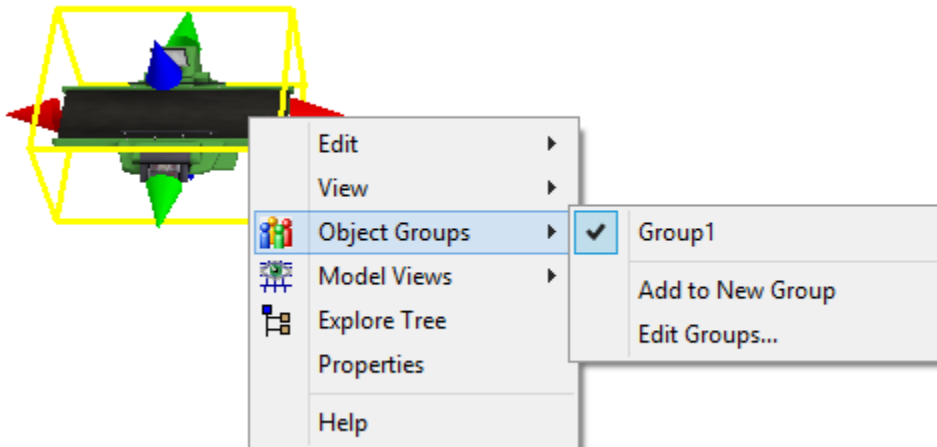 Edit
View
Object Groups
Model Views
Explore Tree
Properties
Help
Group1
Add to New Group
Edit Groups...